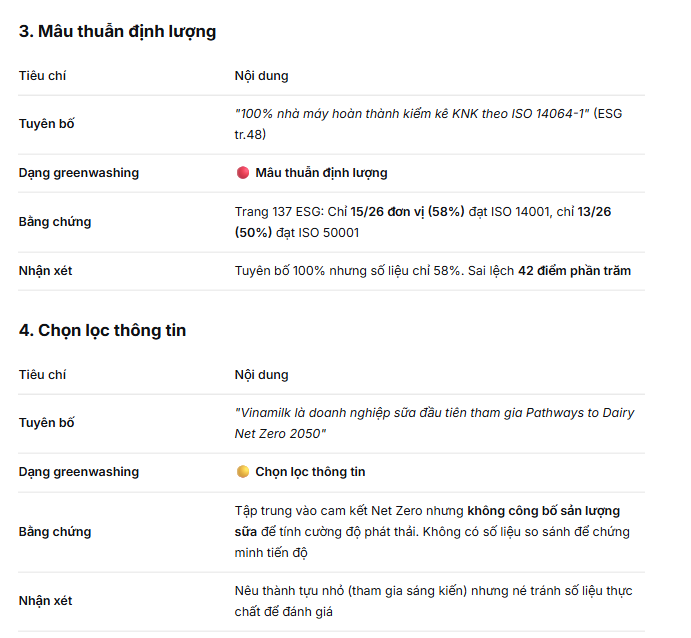 3. Mâu thuẫn định lượng
Tiêu chí
Nội dung
Tuyên bố
"100% nhà máy hoàn thành kiểm kê KNK theo ISO 14064-1" (ESG
tr.48)
Dạng greenwashing
Mâu thuẫn định lượng
Bằng chứng
Trang 137 ESG: Chỉ 15/26 đơn vị (58%) đạt ISO 14001, chỉ 13/26
(50%) đạt ISO 50001
Nhận xét
Tuyên bố 100% nhưng số liệu chỉ 58%. Sai lệch 42 điểm phần trăm
4. Chọn lọc thông tin
Tiêu chí
Nội dung
Tuyên bố
"Vinamilk là doanh nghiệp sữa đầu tiên tham gia Pathways to Dairy
Net Zero 2050"
Dạng greenwashing
Chọn lọc thông tin
Bằng chứng
Tập trung vào cam kết Net Zero nhưng không công bố sản lượng
sữa để tính cường độ phát thải. Không có số liệu so sánh để chứng
minh tiến độ
Nhận xét
Nêu thành tựu nhỏ (tham gia sáng kiến) nhưng né tránh số liệu thực
chất để đánh giá